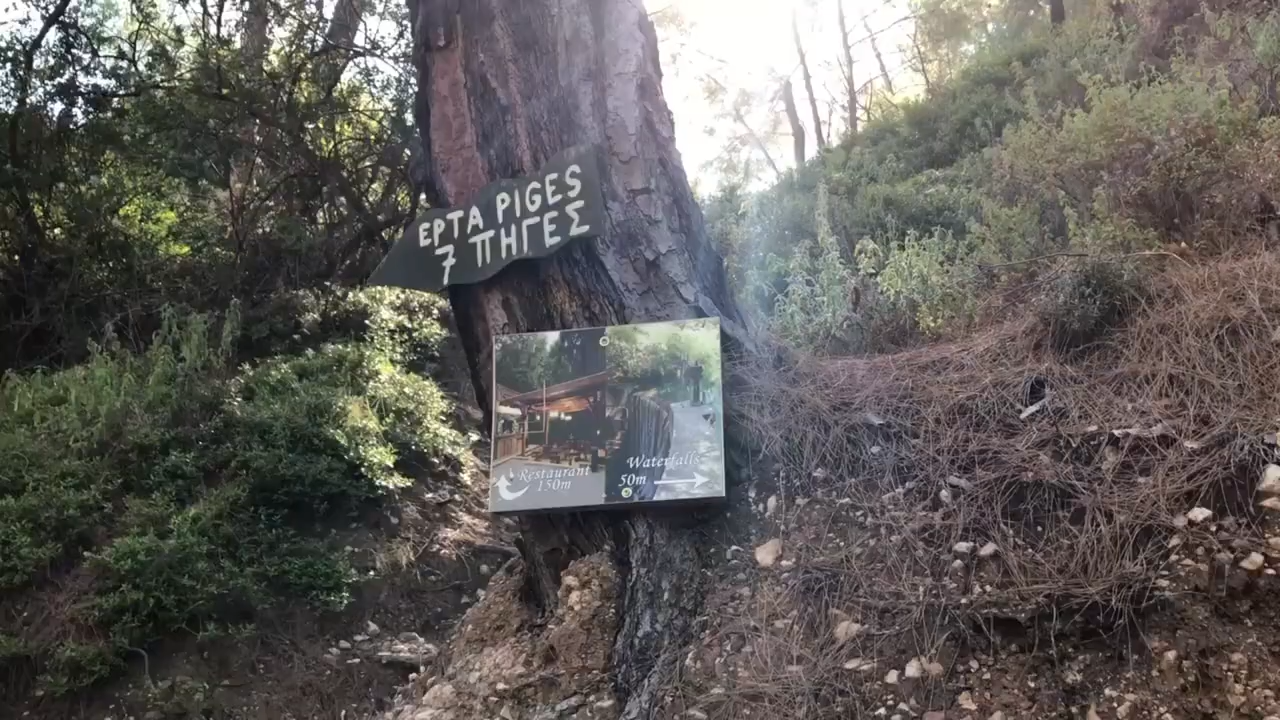 EPTA PIGES
7 ΠΗΓΕΣ
Restaurant
150m
Waterfalls
50m